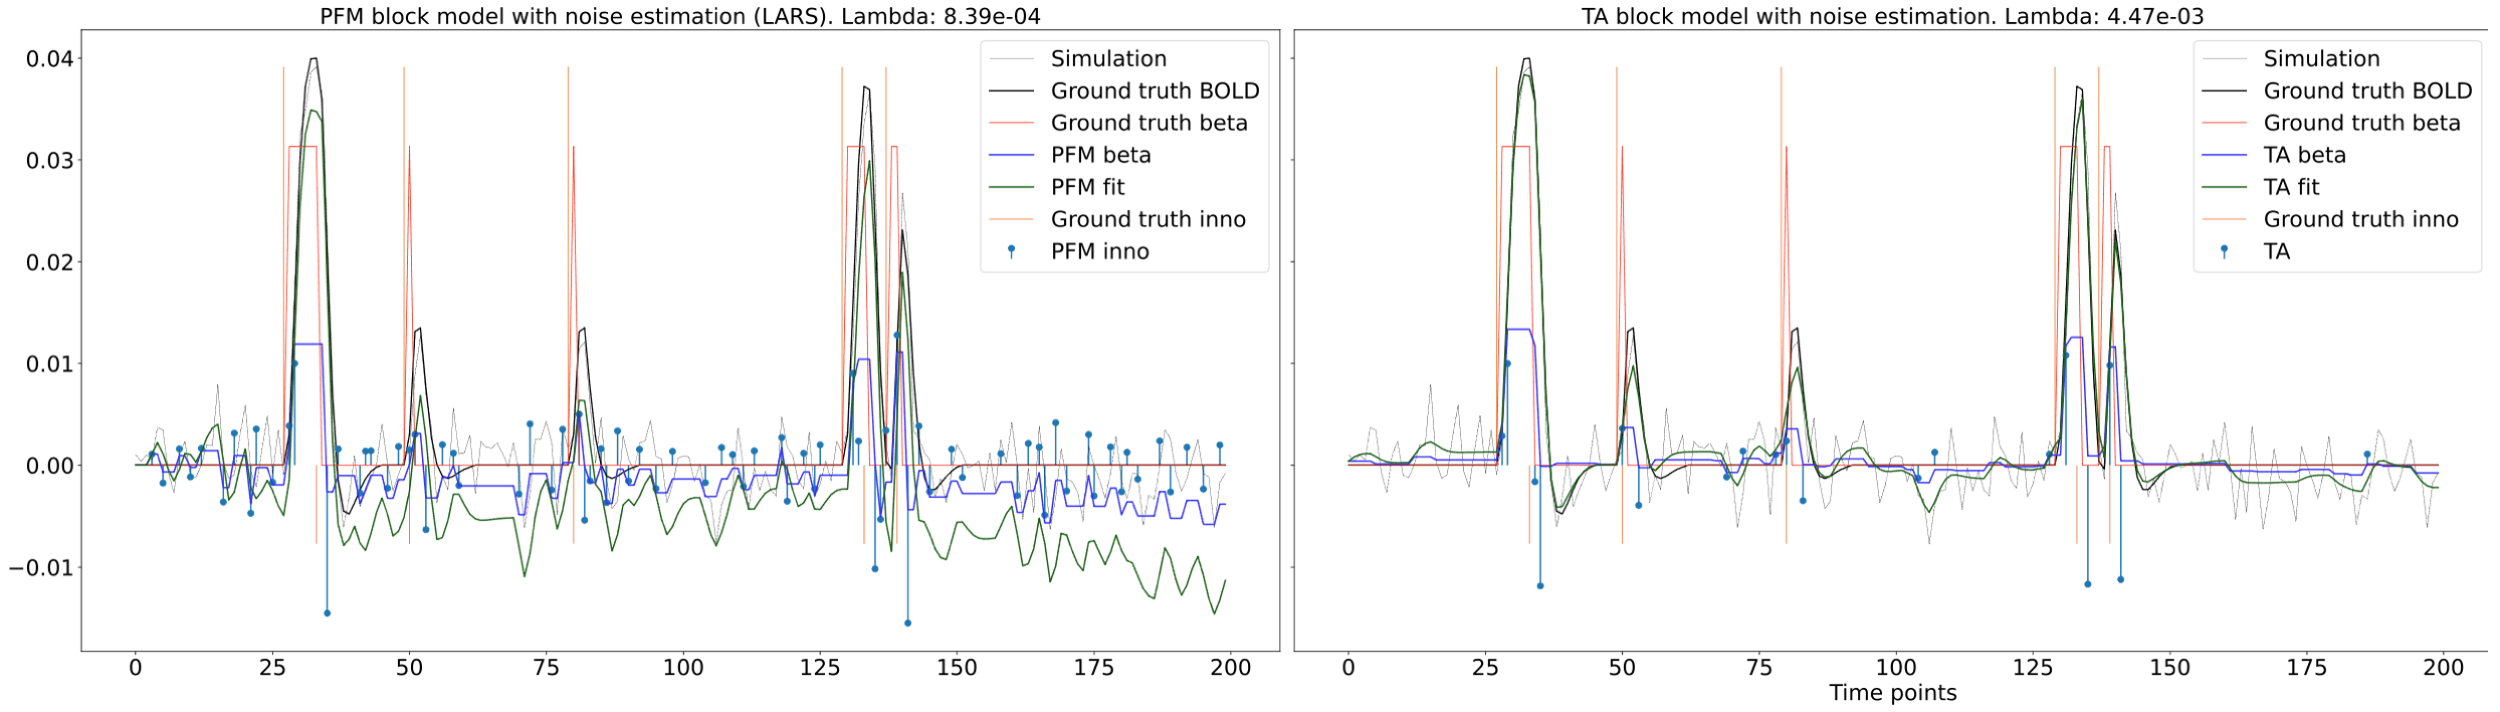 PFM block model with noise estimation (LARS). Lambda: 8.39e-04
0.04
0.03
0.02
0.01
0.00
−0.01
0 25 50 75 100 125 150 175 200
Simulation
Ground truth BOLD
Ground truth beta
PFM beta
PFM fit
Ground truth inno
PFM inno
TA block model with noise estimation. Lambda: 4.47e-03
Simulation
Ground truth BOLD
Ground truth beta
TA beta
TA fit
Ground truth inno
TA
0 25 50 75 100 125 150 175 200
Time points